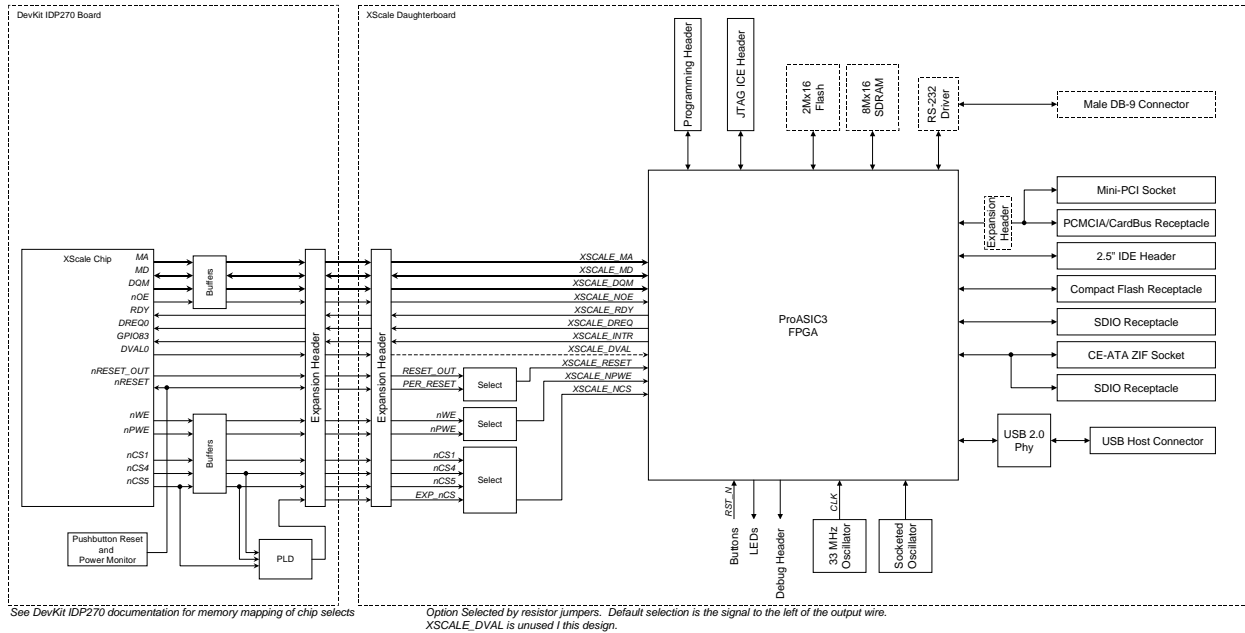 DevKit IDP270 Board
XScale Daughterboard
Programming Header
JTAG ICE Header
2Mx16
Flash
8Mx16
SDRAM
RS-232
Driver
Male DB-9 Connector
Mini-PCI Socket
Expansion
Header
PCMCIA/CardBus Receptacle
2.5" IDE Header
Compact Flash Receptacle
SDIO Receptacle
CE-ATA ZIF Socket
SDIO Receptacle
USB 2.0
Phy
USB Host Connector
ProASIC3
FPGA
XScale Chip
MA
MD
DQM
nOE
RDY
DREQ0
GPIO83
DVAL0
nRESET_OUT
nRESET
nWE
nPWE
nCS1
nCS4
nCS5
Buffers
Buffers
Expansion Header
Expansion Header
XSCALE_MA
XSCALE_MD
XSCALE_DQM
XSCALE_NOE
XSCALE_RDY
XSCALE_DREQ
XSCALE_INTR
XSCALE_DVAL
XSCALE_RESET
XSCALE_NPWE
XSCALE_NCS
RESET_OUT
PER_RESET
Select
nWE
nPWE
Select
nCS1
nCS4
nCS5
EXP_nCS
Select
Pushbutton Reset
and
Power Monitor
PLD
RST_N
Buttons
LEDs
Debug Header
CLK
33 MHz
Oscillator
Socketed
Oscillator
See DevKit IDP270 documentation for memory mapping of chip selects
Option Selected by resistor jumpers. Default selection is the signal to the left of the output wire.
XSCALE_DVAL is unused I this design.